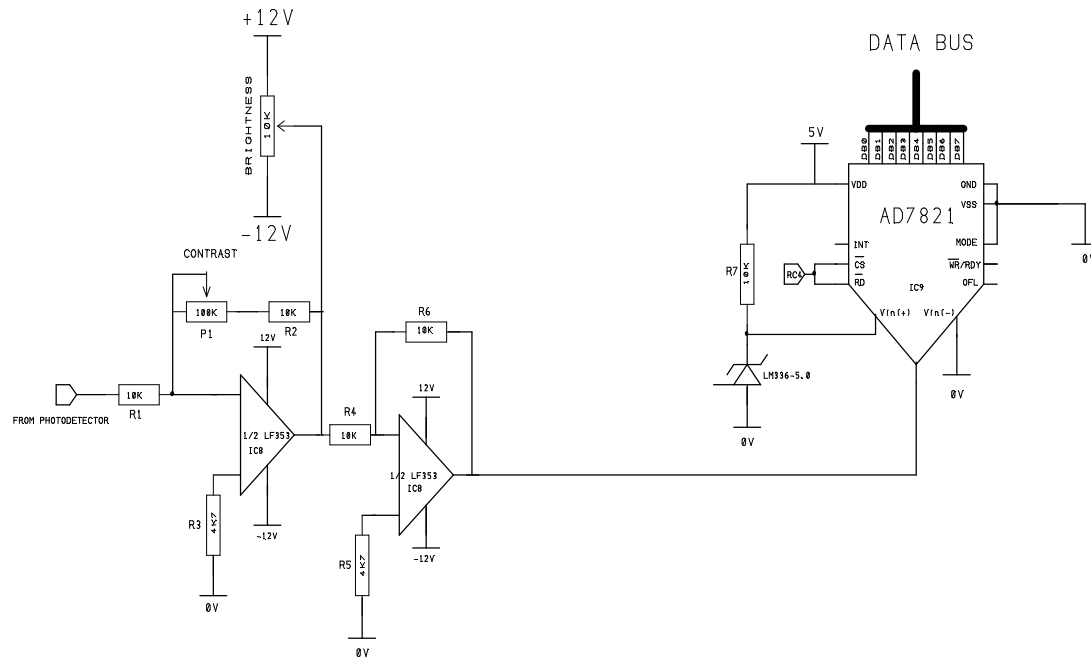 +12V
BRIGHTNESS
10K
-12V
CONTRAST
100K
P1
10K
R2
12V
10K
R1
FROM PHOTODETECTOR
1/2 LF353
IC8
-12V
R3
4K7
0V
R4
10K
R6
10K
12V
1/2 LF353
IC8
-12V
R5
4K7
0V
DATA BUS
DB0
DB1
DB2
DB3
DB4
DB5
DB6
DB7
5V
VDD
GND
VSS
AD7821
INT
MODE
CS
WR/RDY
RD
OFL
IC9
RC4
Vin(+)
Vin(-)
R7
10K
LM336-5.0
0V
0V
0V